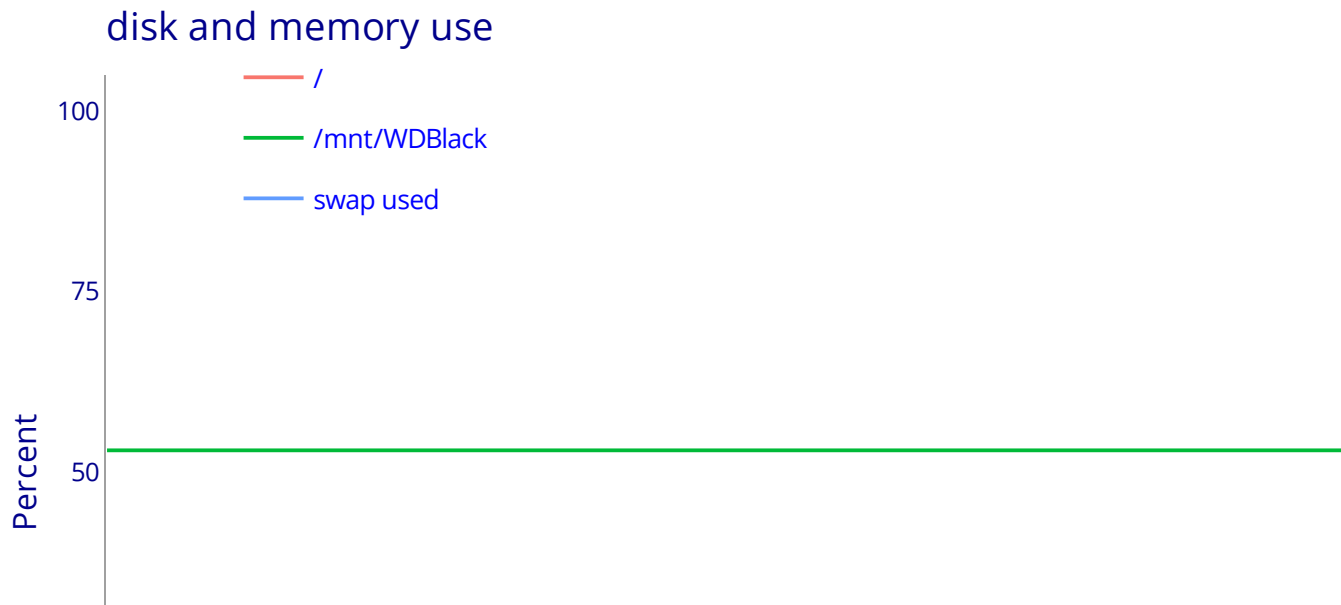 disk and memory use
/
100
/mnt/WDBlack
swap used
75
50
Percent